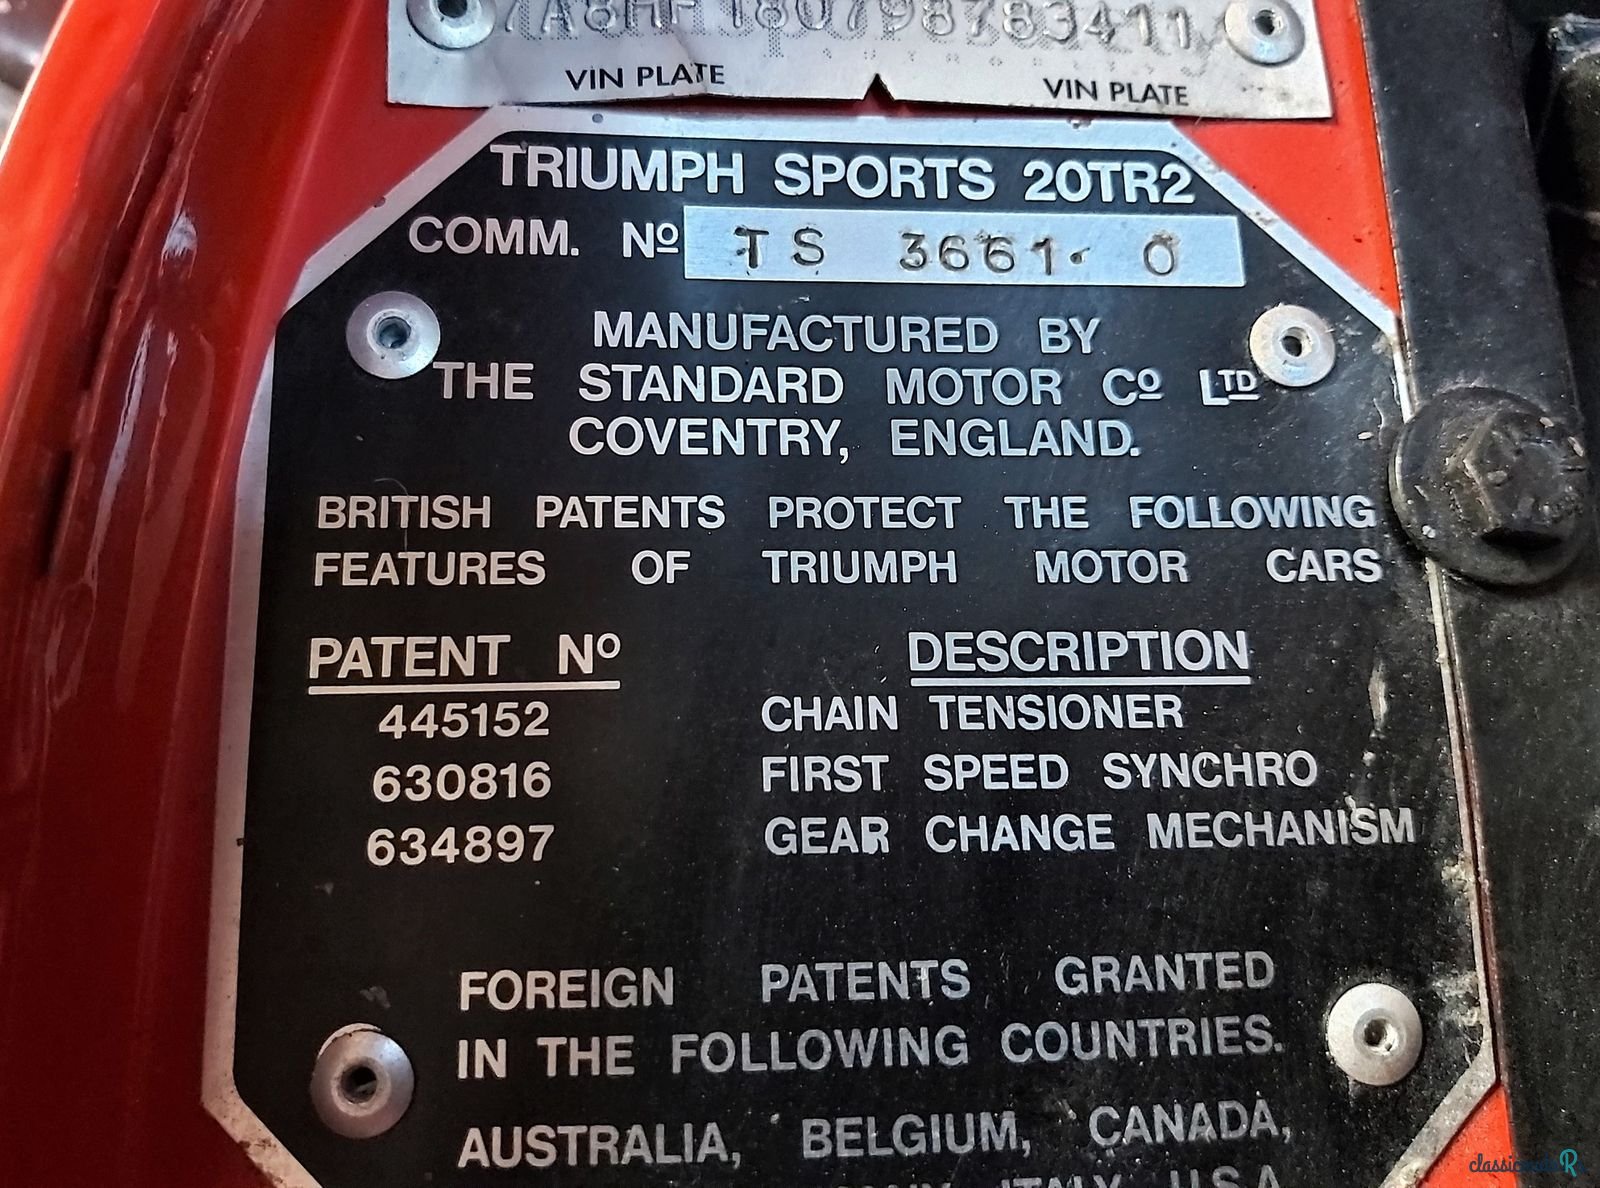 7A8HF180798783411
VIN PLATE VIN PLATE
TRIUMPH SPORTS 20TR2
COMM. Nº TS 3661· O
MANUFACTURED BY
THE STANDARD MOTOR Cº LTD
COVENTRY, ENGLAND.
BRITISH PATENTS PROTECT THE FOLLOWING
FEATURES OF TRIUMPH MOTOR CARS
PATENT Nº DESCRIPTION
445152 CHAIN TENSIONER
630816 FIRST SPEED SYNCHRO
634897 GEAR CHANGE MECHANISM
FOREIGN PATENTS GRANTED
IN THE FOLLOWING COUNTRIES.
AUSTRALIA, BELGIUM, CANADA,
ITALY, U.S.A.